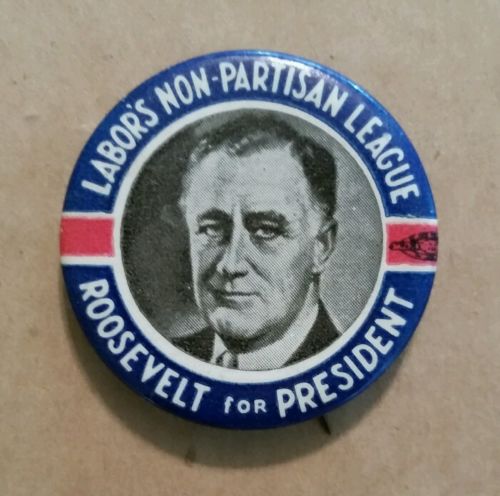 LABOR'S NON-PARTISAN LEAGUE
ROOSEVELT FOR PRESIDENT